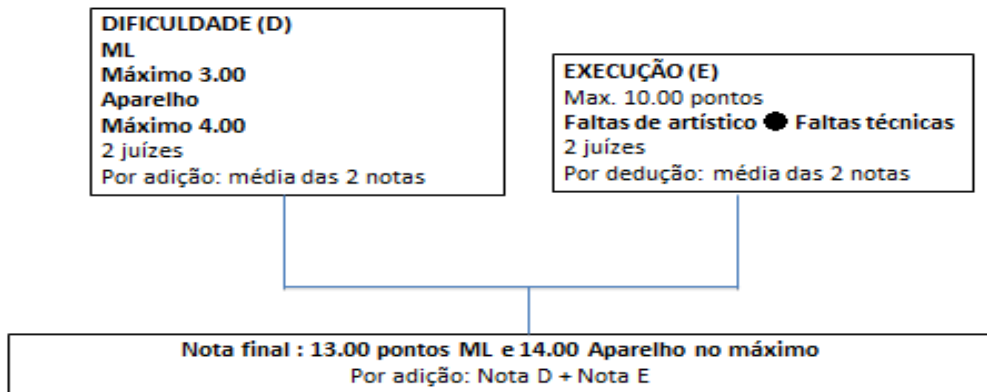 DIFICULDADE (D)
ML
Máximo 3.00
Aparelho
Máximo 4.00
2 juízes
Por adição: média das 2 notas
EXECUÇÃO (E)
Max. 10.00 pontos
Faltas de artístico ● Faltas técnicas
2 juízes
Por dedução: média das 2 notas
Nota final : 13.00 pontos ML e 14.00 Aparelho no máximo
Por adição: Nota D + Nota E